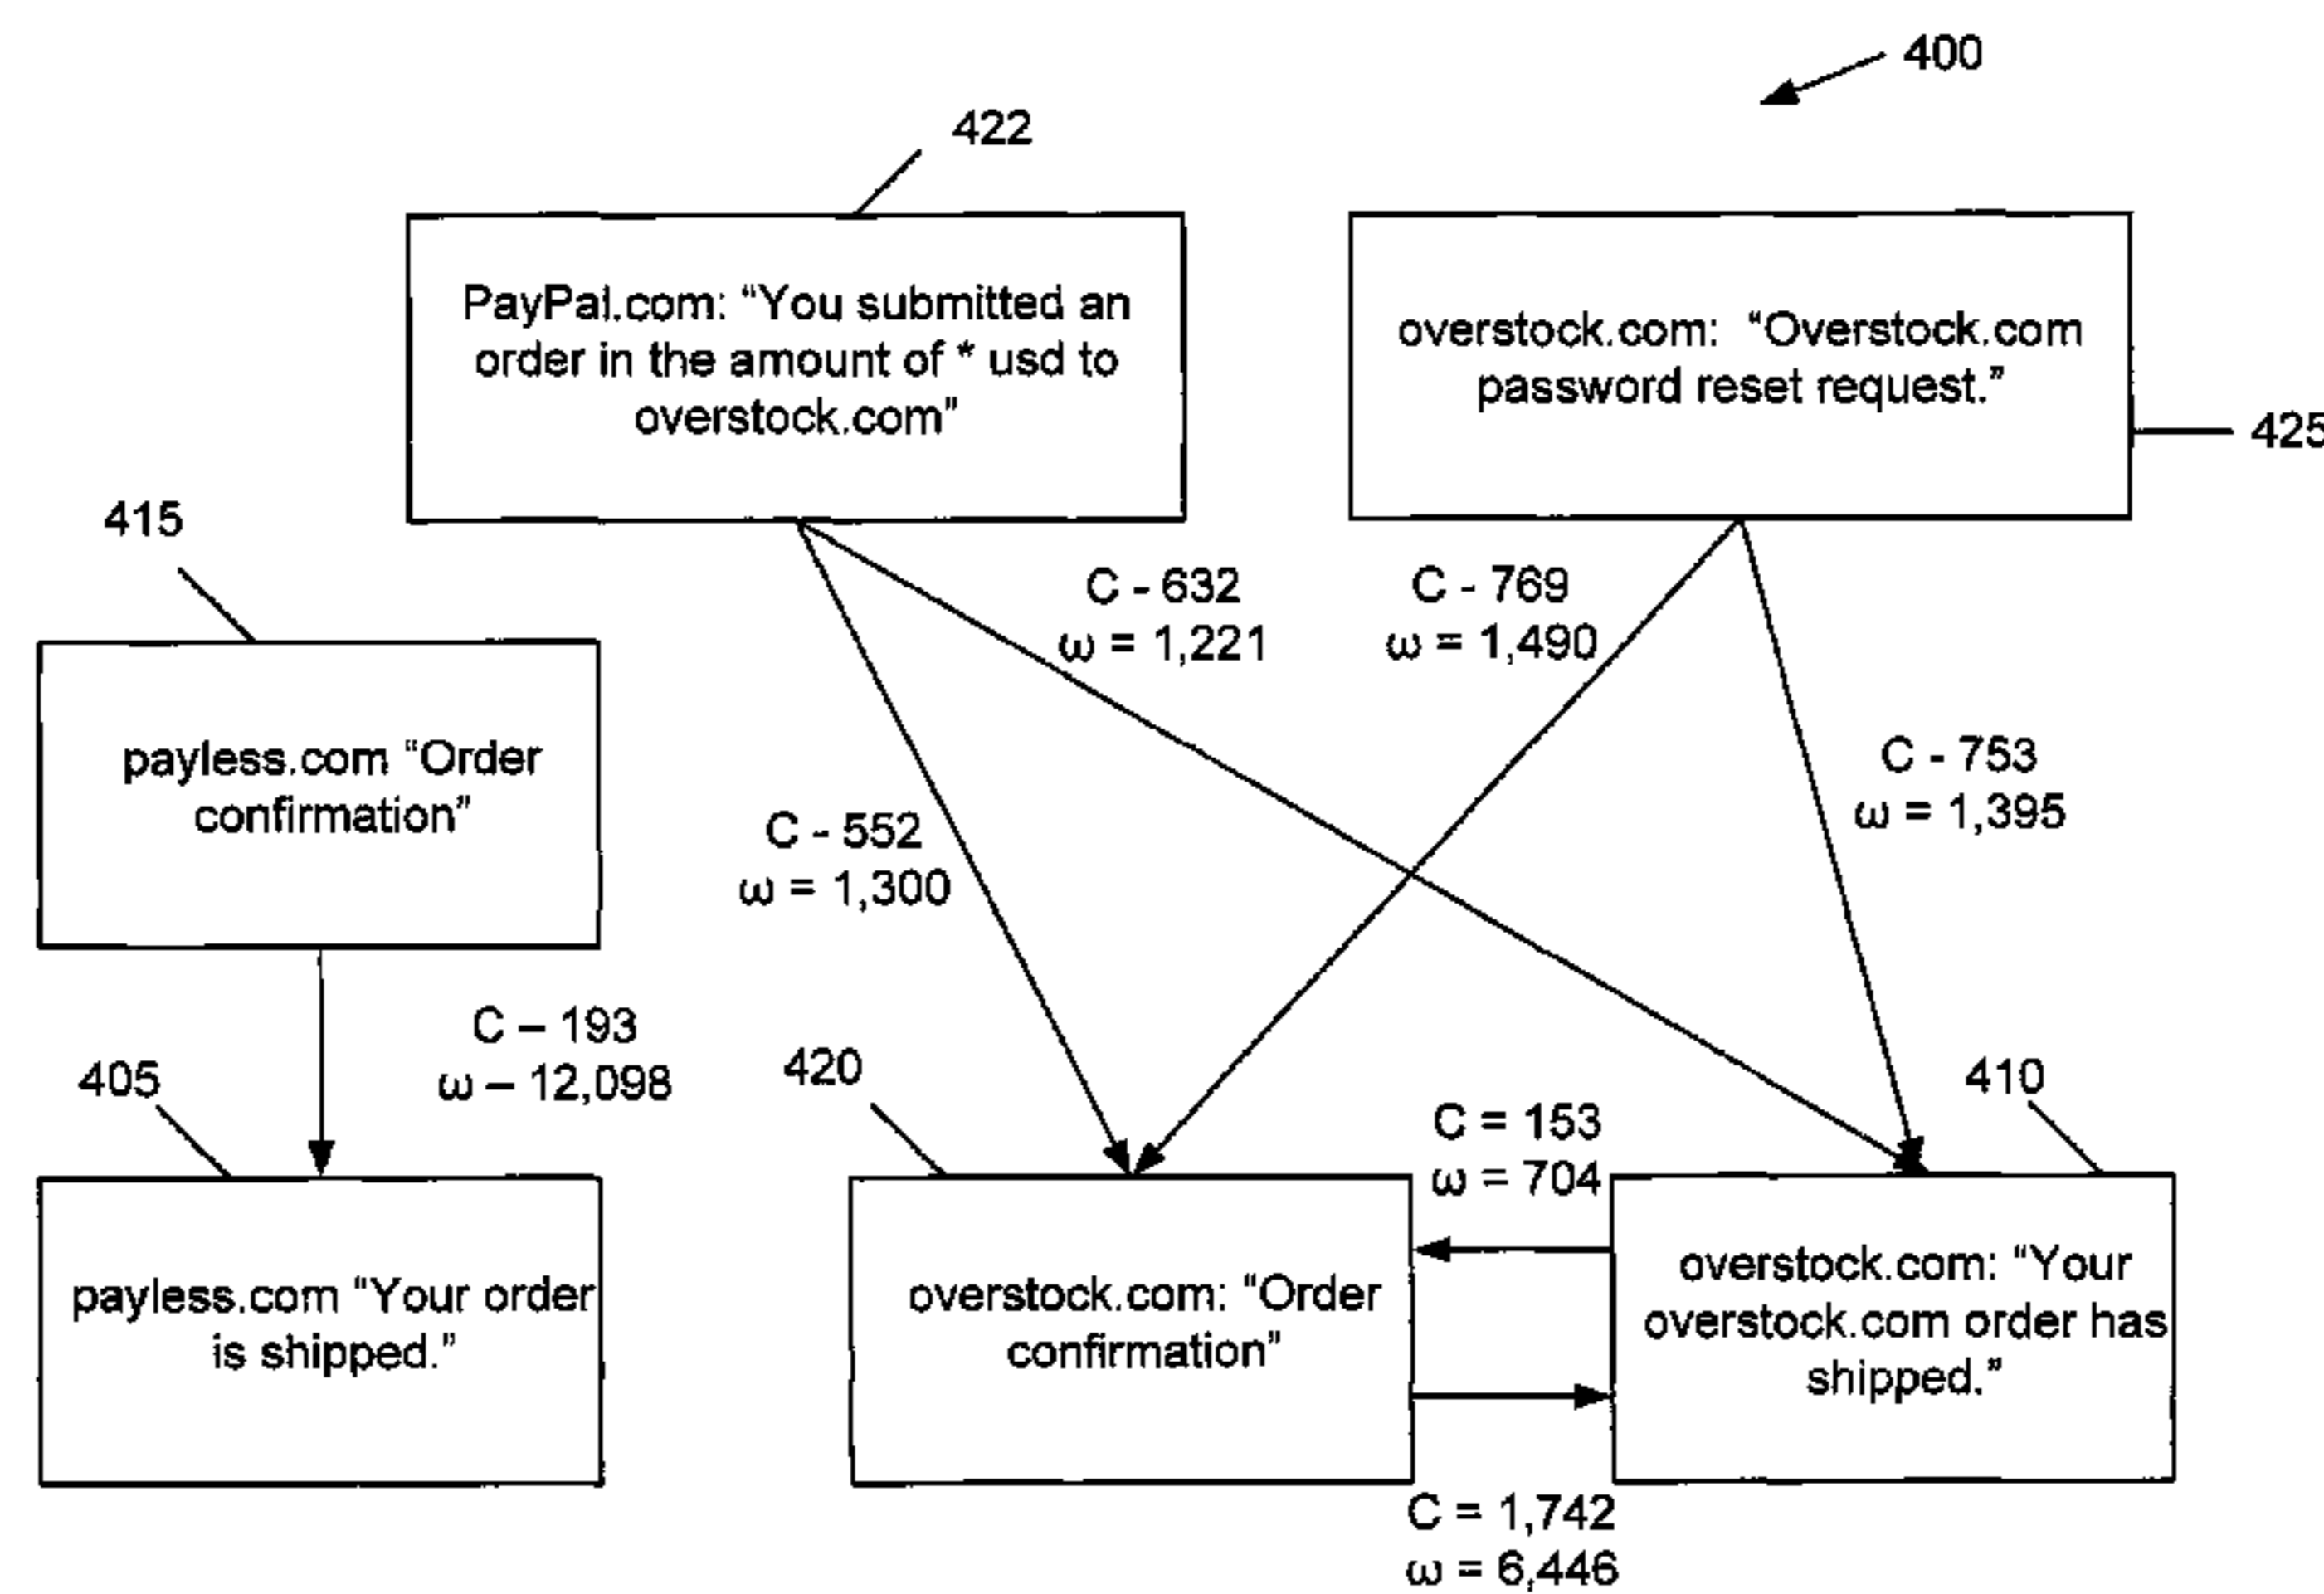 400
422
PayPal.com: “You submitted an
order in the amount of * usd to
overstock.com”
overstock.com:  “Overstock.com
password reset request.”
425
415
C - 632
ω = 1,221
C - 769
ω = 1,490
payless.com “Order
confirmation”
C - 552
ω = 1,300
C - 753
ω = 1,395
C – 193
ω – 12,098
405
420
C = 153
ω = 704
410
payless.com “Your order
is shipped.”
overstock.com: “Order
confirmation”
overstock.com: “Your
overstock.com order has
shipped.”
C = 1,742
ω = 6,446